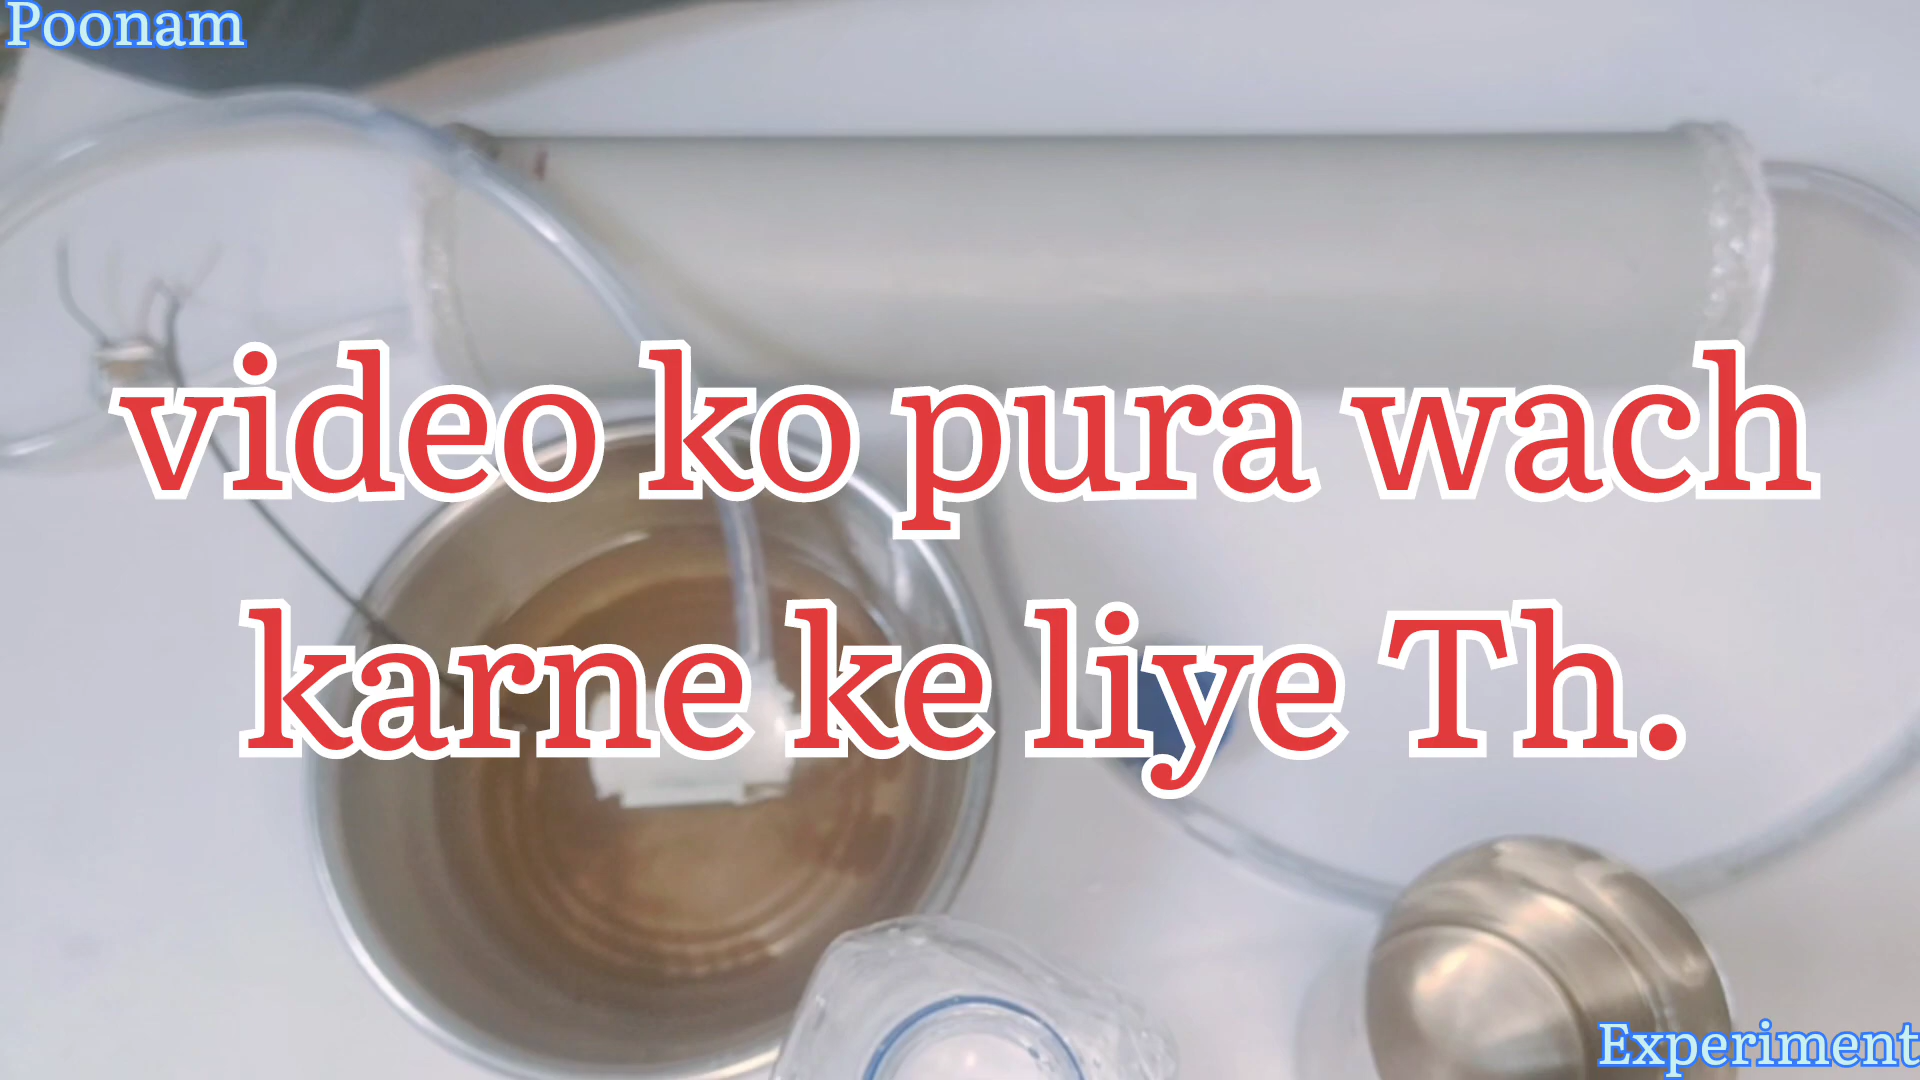 Poonam
video ko pura wach
karne ke liye Th.
Experiment